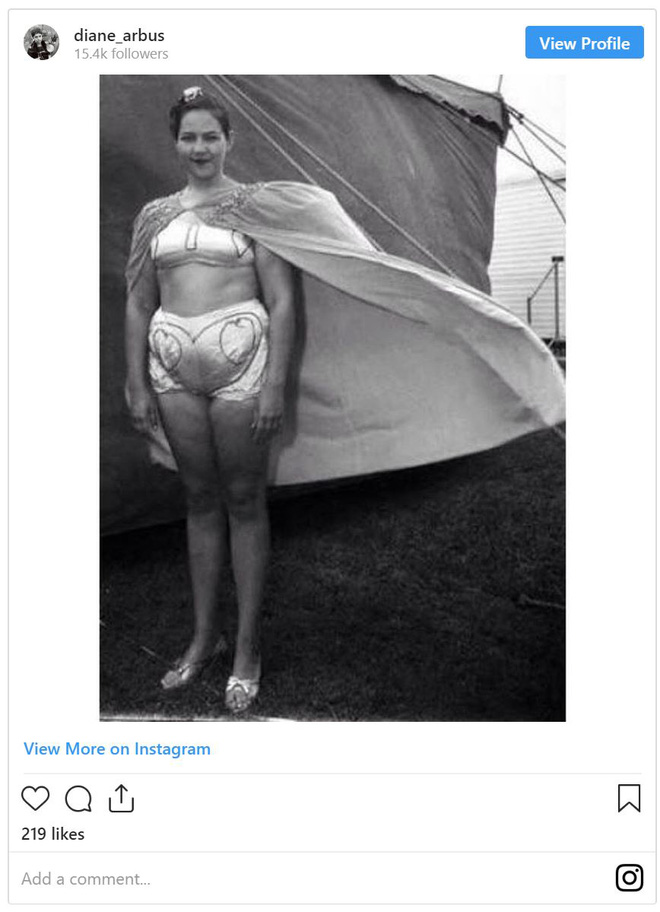 diane_arbus
15.4k followers
View Profile
View More on Instagram
219 likes
Add a comment...